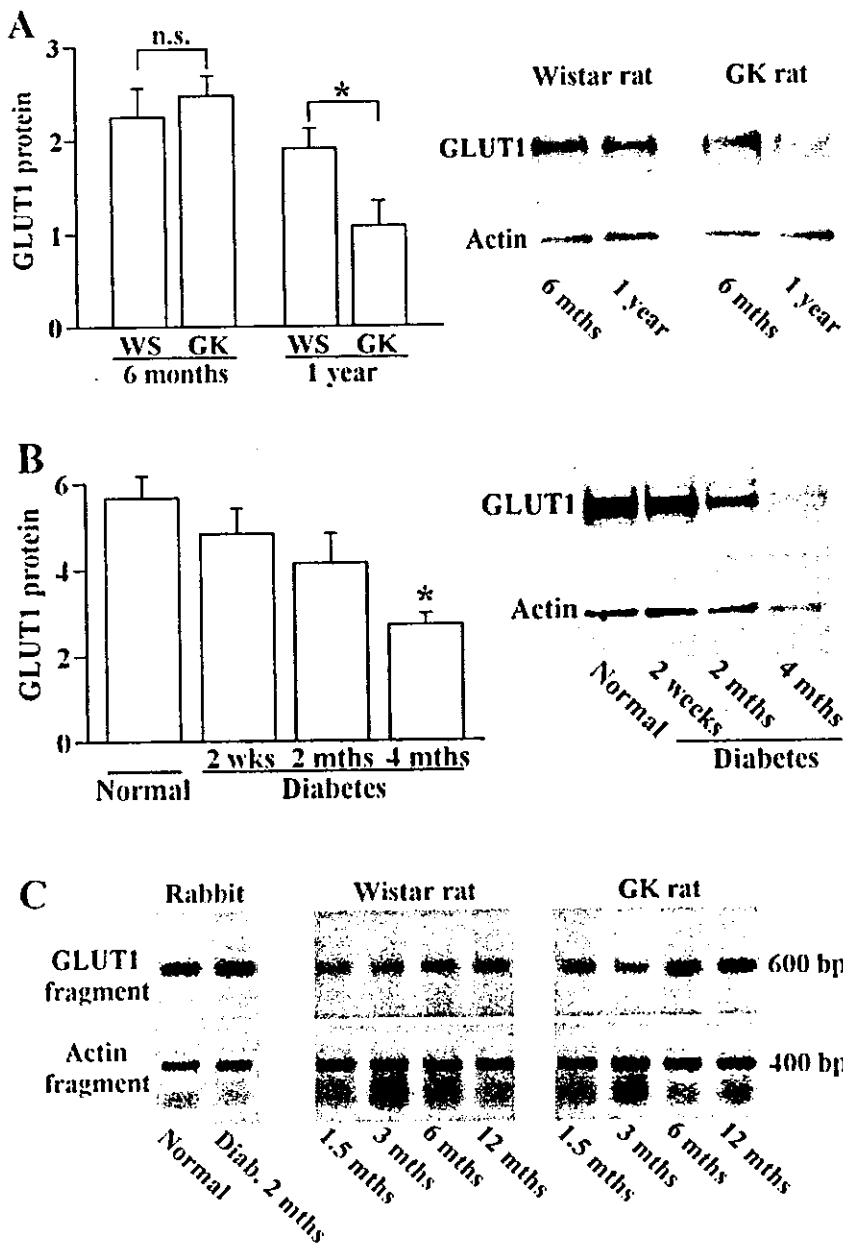 A
n.s.
*
3
2
1
0
GLUT1 protein
WS GK WS GK
6 months 1 year
Wistar rat GK rat
GLUT1
Actin
6 mths 1 year 6 mths 1 year
B
*
6
4
2
0
GLUT1 protein
2 wks 2 mths 4 mths
Normal Diabetes
GLUT1
Actin
Normal 2 weeks 2 mths 4 mths
Diabetes
C
Rabbit Wistar rat GK rat
GLUT1 fragment 600 bp
Actin fragment 400 bp
Normal Diab. 2 mths 1.5 mths 3 mths 6 mths 12 mths 1.5 mths 3 mths 6 mths 12 mths